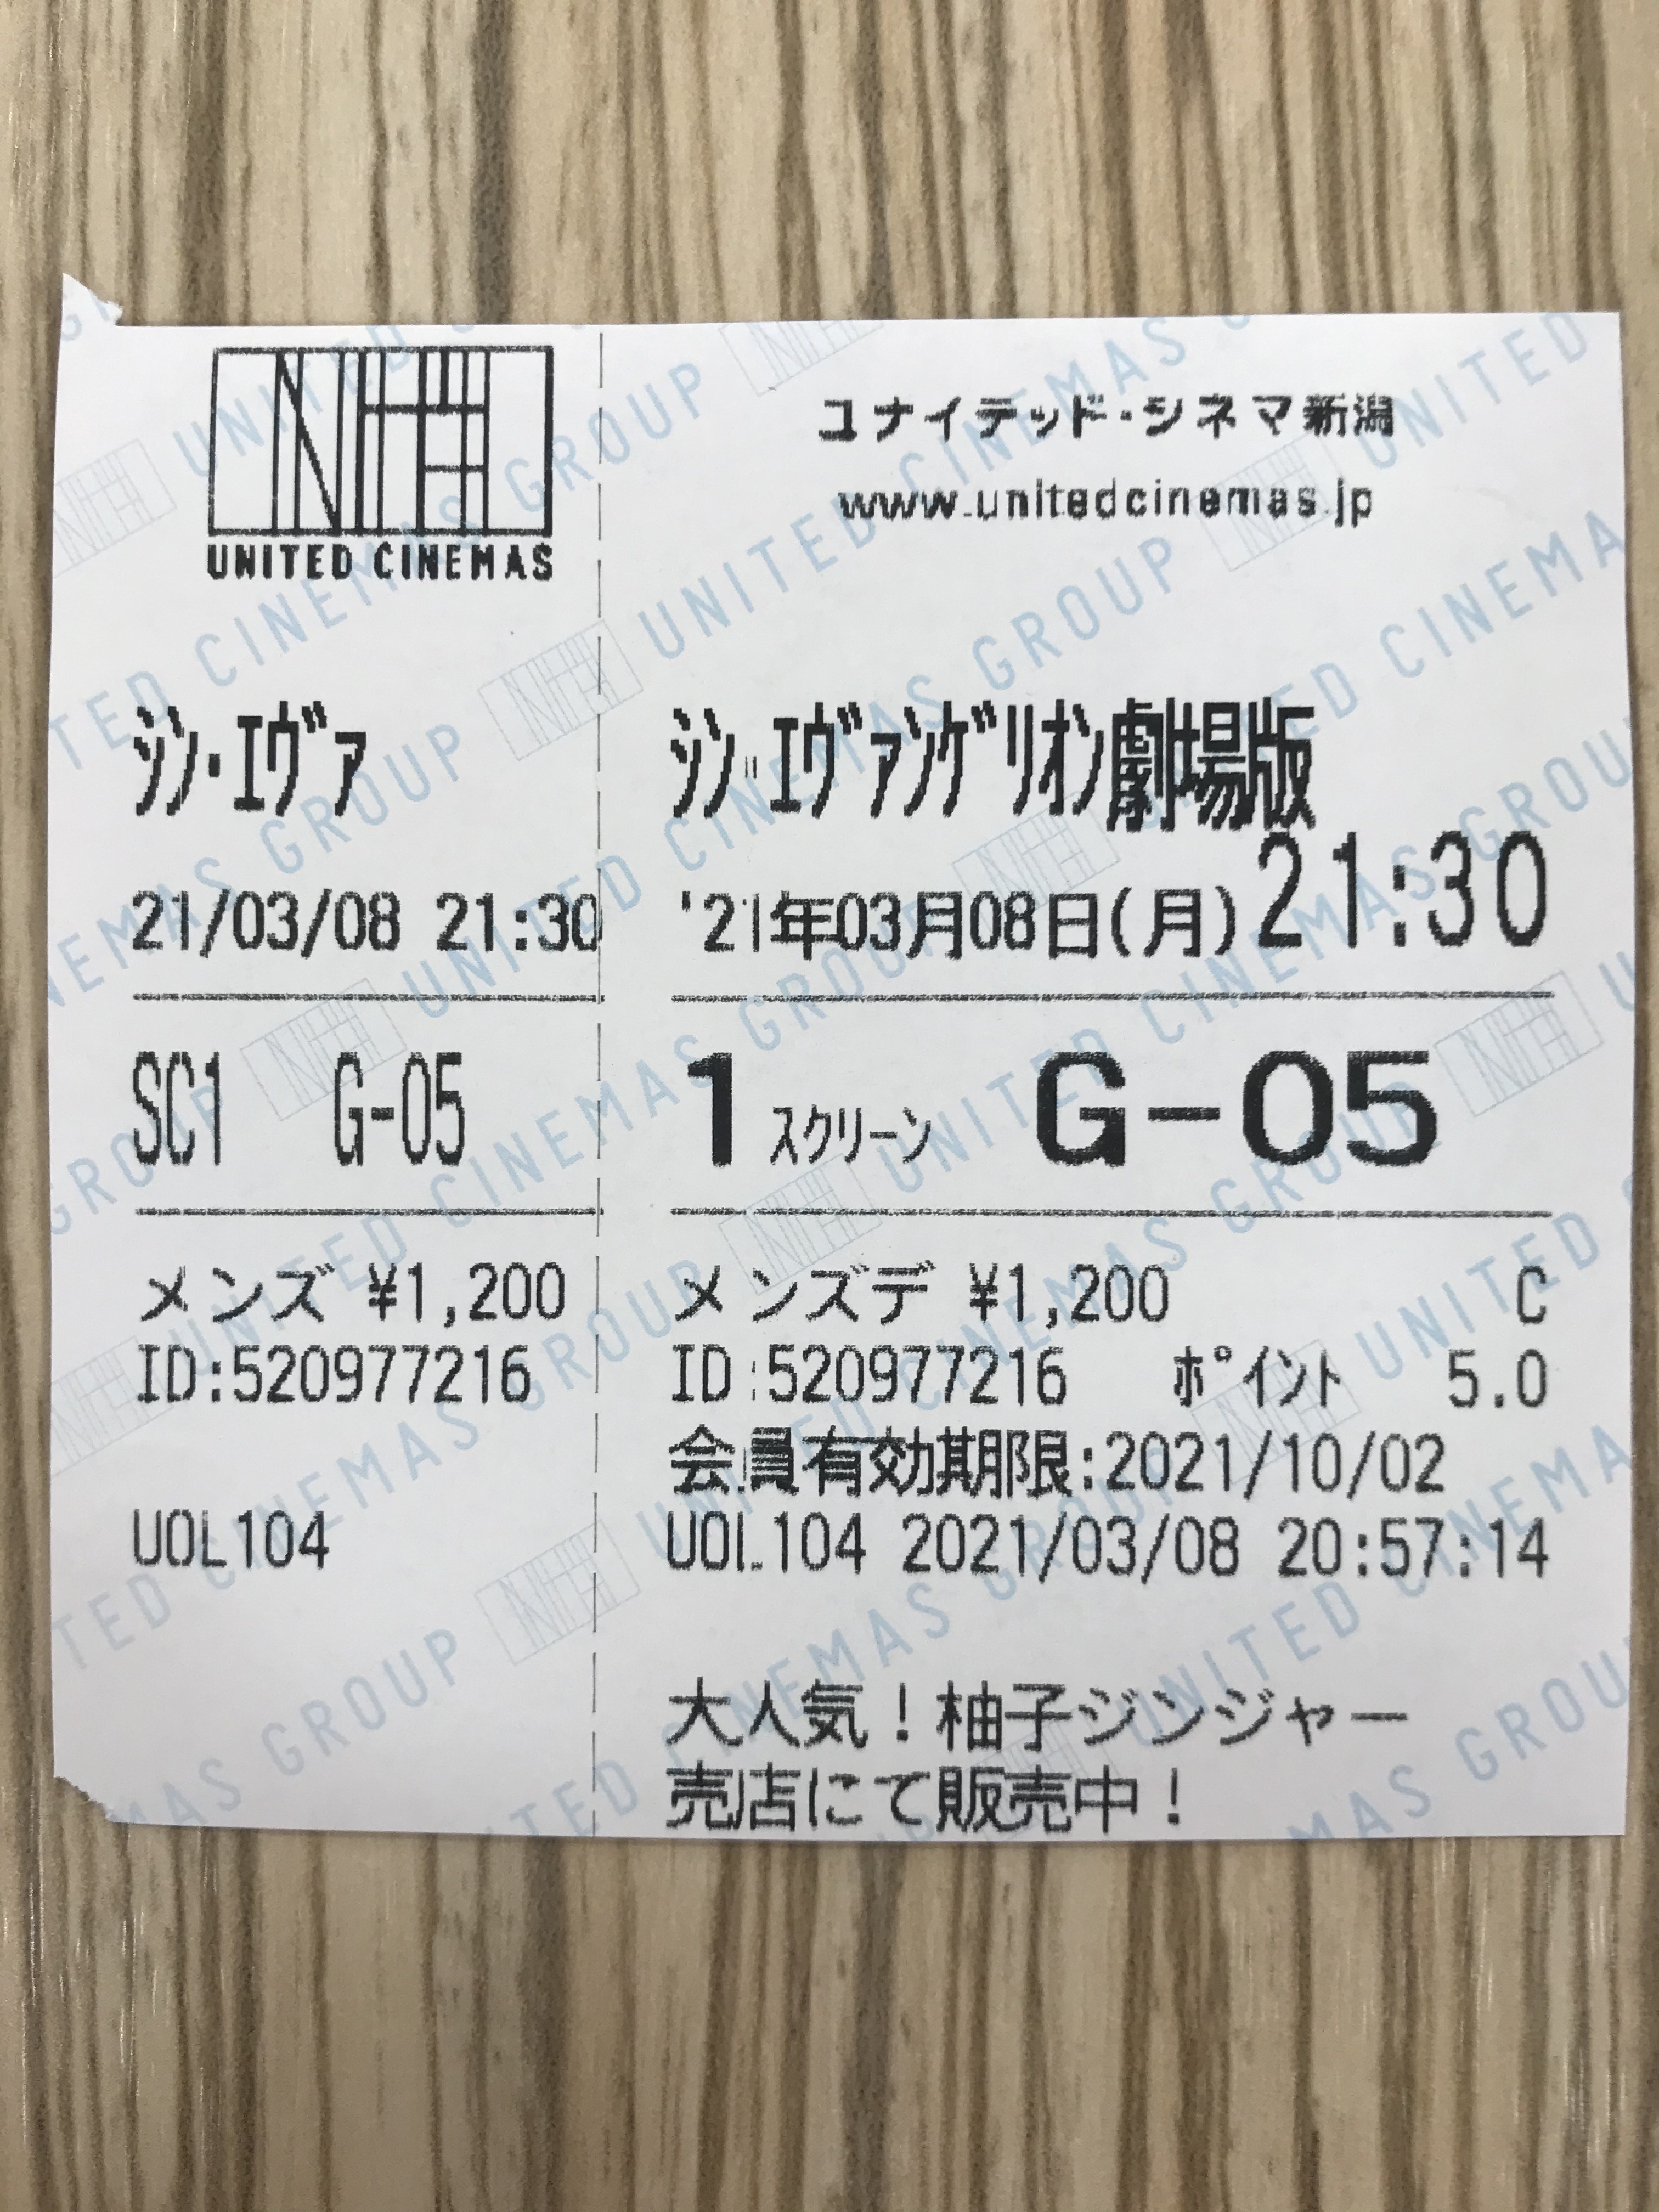 UNITED CINEMAS
シン・エヴァ
21/03/08 21:30
SC1 G-05
メンズ ¥1,200
ID:520977216
UOL104
ユナイテッド・シネマ新潟
www.unitedcinemas.jp
シン・エヴァンゲリオン劇場版
'21年03月08日(月) 21:30
1 スクリーン G-05
メンズデ ¥1,200 C
ID:520977216 ポイント 5.0
会員有効期限:2021/10/02
UOL104 2021/03/08 20:57:14
大人気!柚子ジンジャー
売店にて販売中!
UNITED CINEMAS GROUP